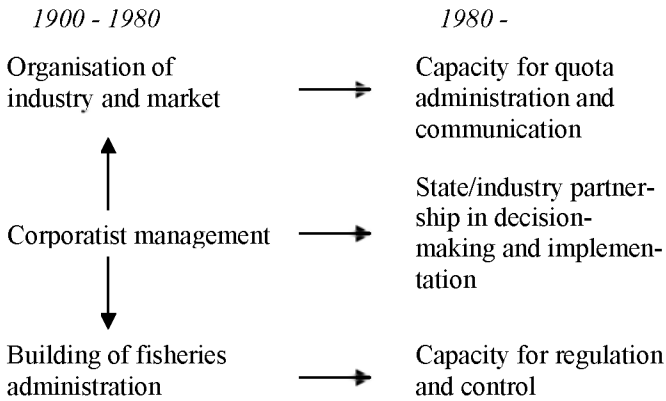 1900 - 1980
1980 -
Organisation of
industry and market
Capacity for quota
administration and
communication
Corporatist management
State/industry partner-
ship in decision-
making and implemen-
tation
Building of fisheries
administration
Capacity for regulation
and control